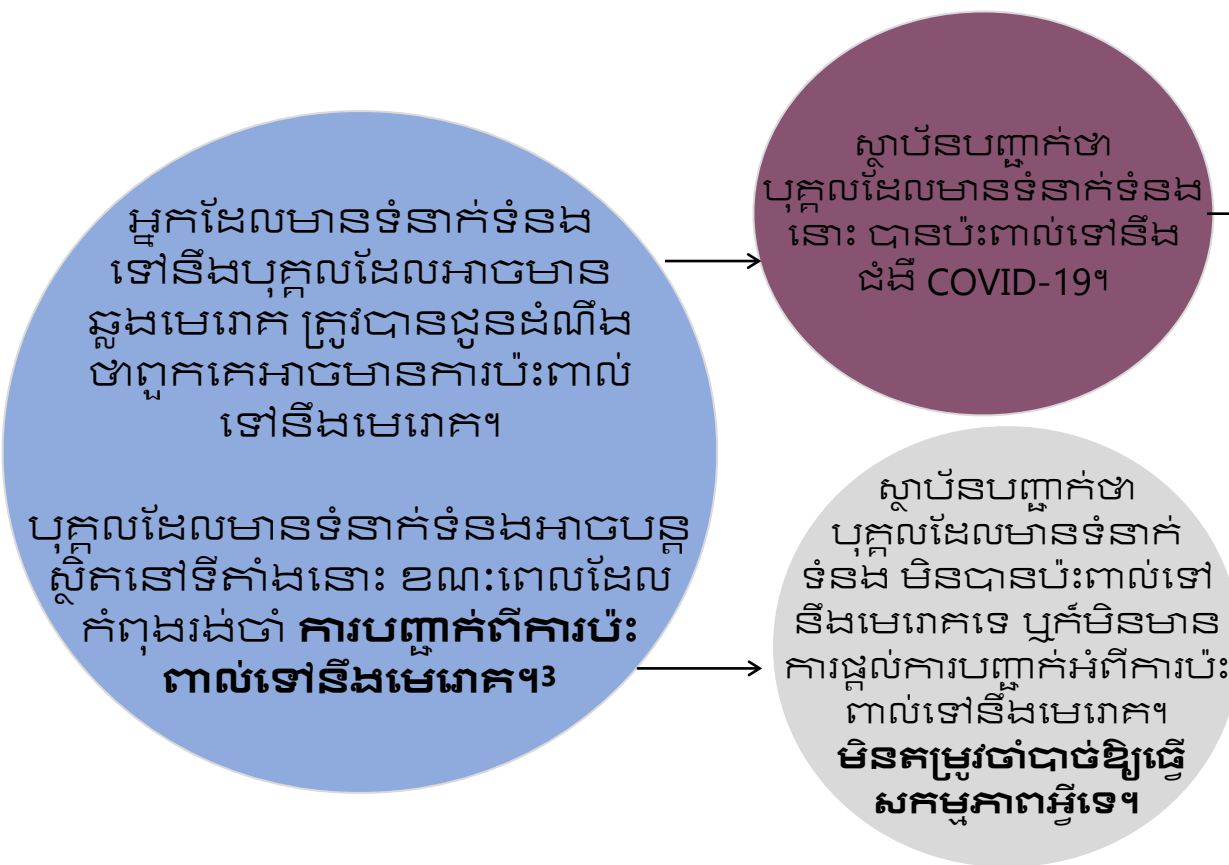 អ្នកដែលមានទំនាក់ទំនង
ទៅនឹងបុគ្គលដែលអាចមាន
ឆ្លងមេរោគ ត្រូវបានជូនដំណឹង
ថាពួកគេអាចមានការប៉ះពាល់
ទៅនឹងមេរោគ។
បុគ្គលដែលមានទំនាក់ទំនងអាចបន្ត
ស្ថិតនៅទីតាំងនោះ ខណៈពេលដែល
កំពុងរង់ចាំ ការបញ្ជាក់ពីការប៉ះ
ពាល់ទៅនឹងមេរោគ។3
ស្ថាប័នបញ្ជាក់ថា
បុគ្គលដែលមានទំនាក់ទំនង
នោះ បានប៉ះពាល់ទៅនឹង
ជំងឺ COVID-19។
ស្ថាប័នបញ្ជាក់ថា
បុគ្គលដែលមានទំនាក់
ទំនង មិនបានប៉ះពាល់ទៅ
នឹងមេរោគទេ ឬក៏មិនមាន
ការផ្តល់ការបញ្ជាក់អំពីការប៉ះ
ពាល់ទៅនឹងមេរោគ។
មិនតម្រូវចាំបាច់ឱ្យធ្វើ
សកម្មភាពអ្វីទេ។